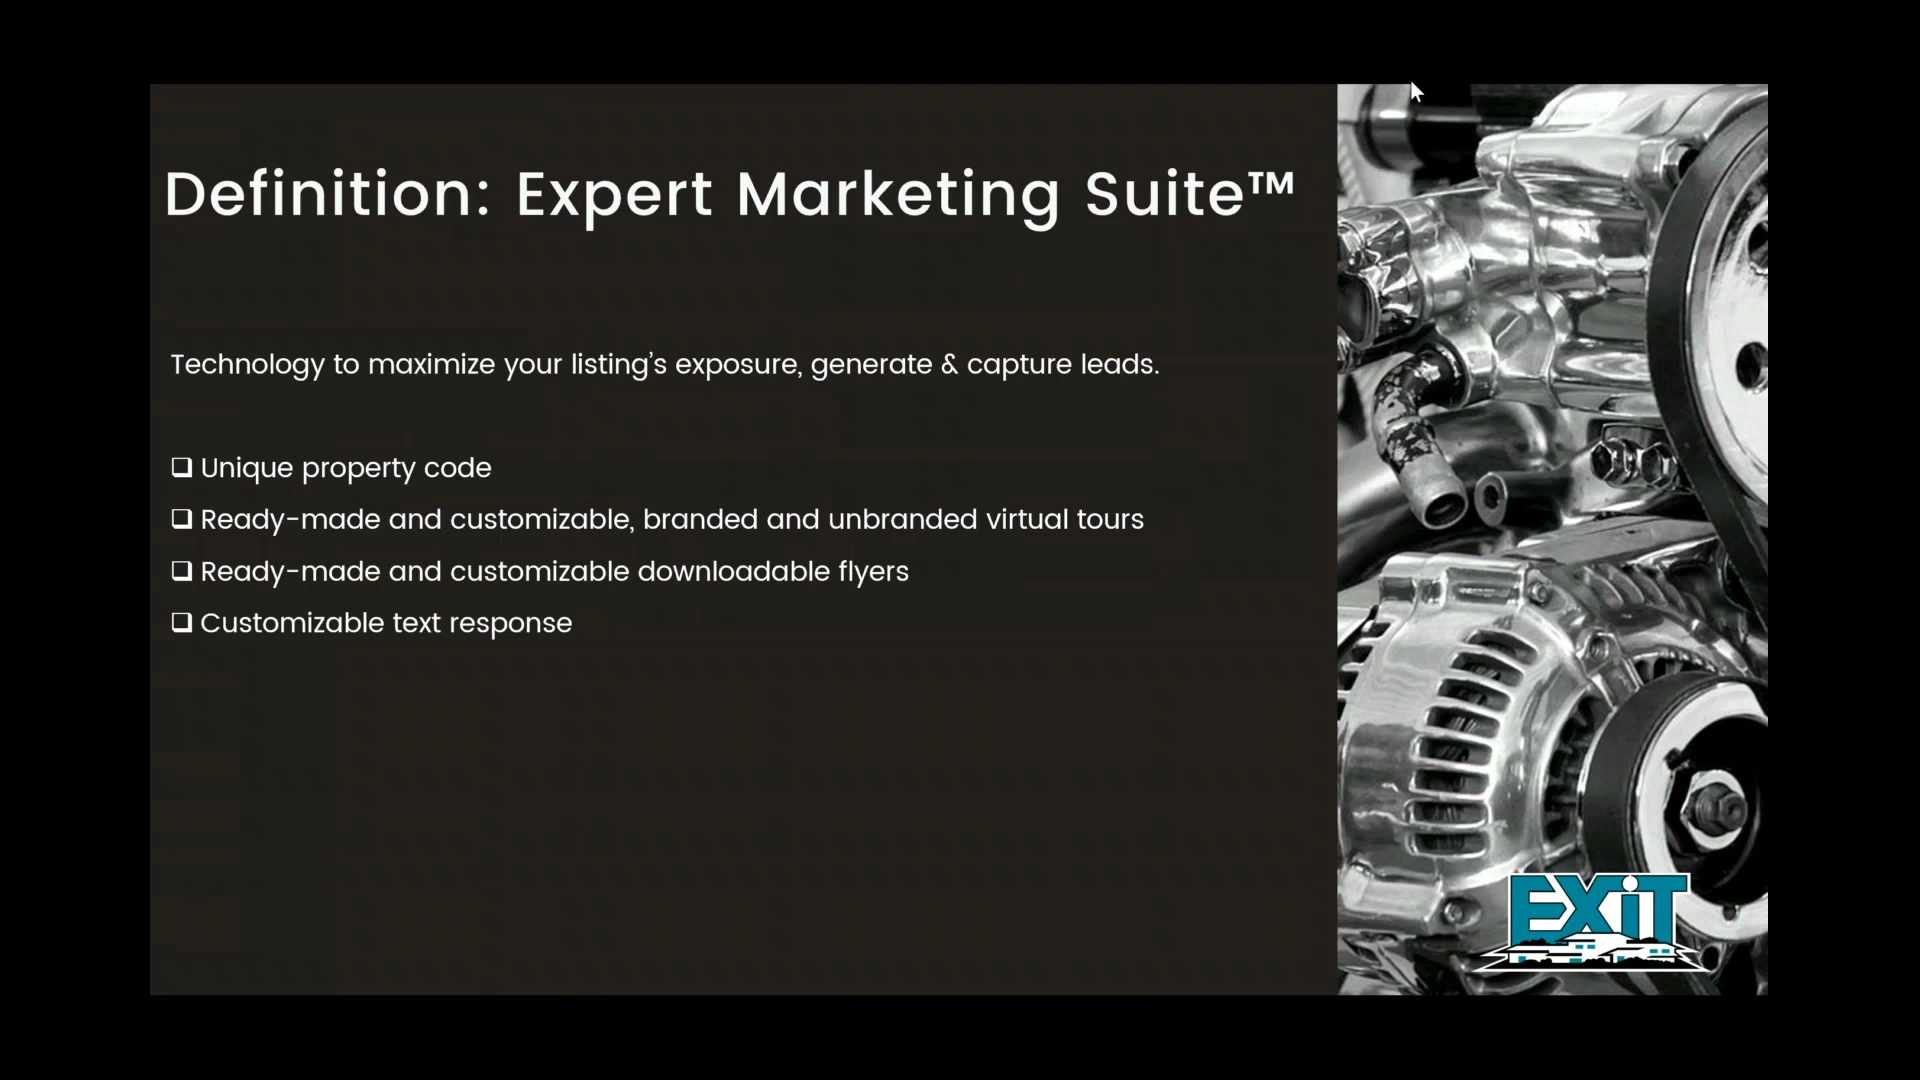 Definition: Expert Marketing Suite™
Technology to maximize your listing's exposure, generate & capture leads.
❑ Unique property code
❑ Ready-made and customizable, branded and unbranded virtual tours
❑ Ready-made and customizable downloadable flyers
❑ Customizable text response
EXiT